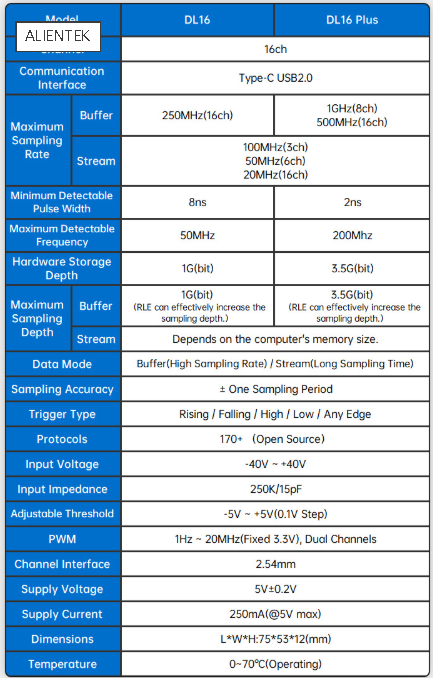 Model DL16 DL16 Plus
ALIENTEK
Channel 16ch
Communication
Interface
Type-C USB2.0
Maximum
Sampling
Rate
Buffer
250MHz(16ch)
1GHz(8ch)
500MHz(16ch)
Stream
100MHz(3ch)
50MHz(6ch)
20MHz(16ch)
Minimum Detectable
Pulse Width
8ns 2ns
Maximum Detectable
Frequency
50MHz 200Mhz
Hardware Storage
Depth
1G(bit) 3.5G(bit)
Maximum
Sampling
Depth
Buffer
1G(bit)
(RLE can effectively increase the
sampling depth.)
3.5G(bit)
(RLE can effectively increase the
sampling depth.)
Stream Depends on the computer's memory size.
Data Mode Buffer(High Sampling Rate) / Stream(Long Sampling Time)
Sampling Accuracy ± One Sampling Period
Trigger Type Rising / Falling / High / Low / Any Edge
Protocols 170+ (Open Source)
Input Voltage -40V ~ +40V
Input Impedance 250K/15pF
Adjustable Threshold -5V ~ +5V(0.1V Step)
PWM 1Hz ~ 20MHz(Fixed 3.3V), Dual Channels
Channel Interface 2.54mm
Supply Voltage 5V±0.2V
Supply Current 250mA(@5V max)
Dimensions L*W*H:75*53*12(mm)
Temperature 0~70℃(Operating)